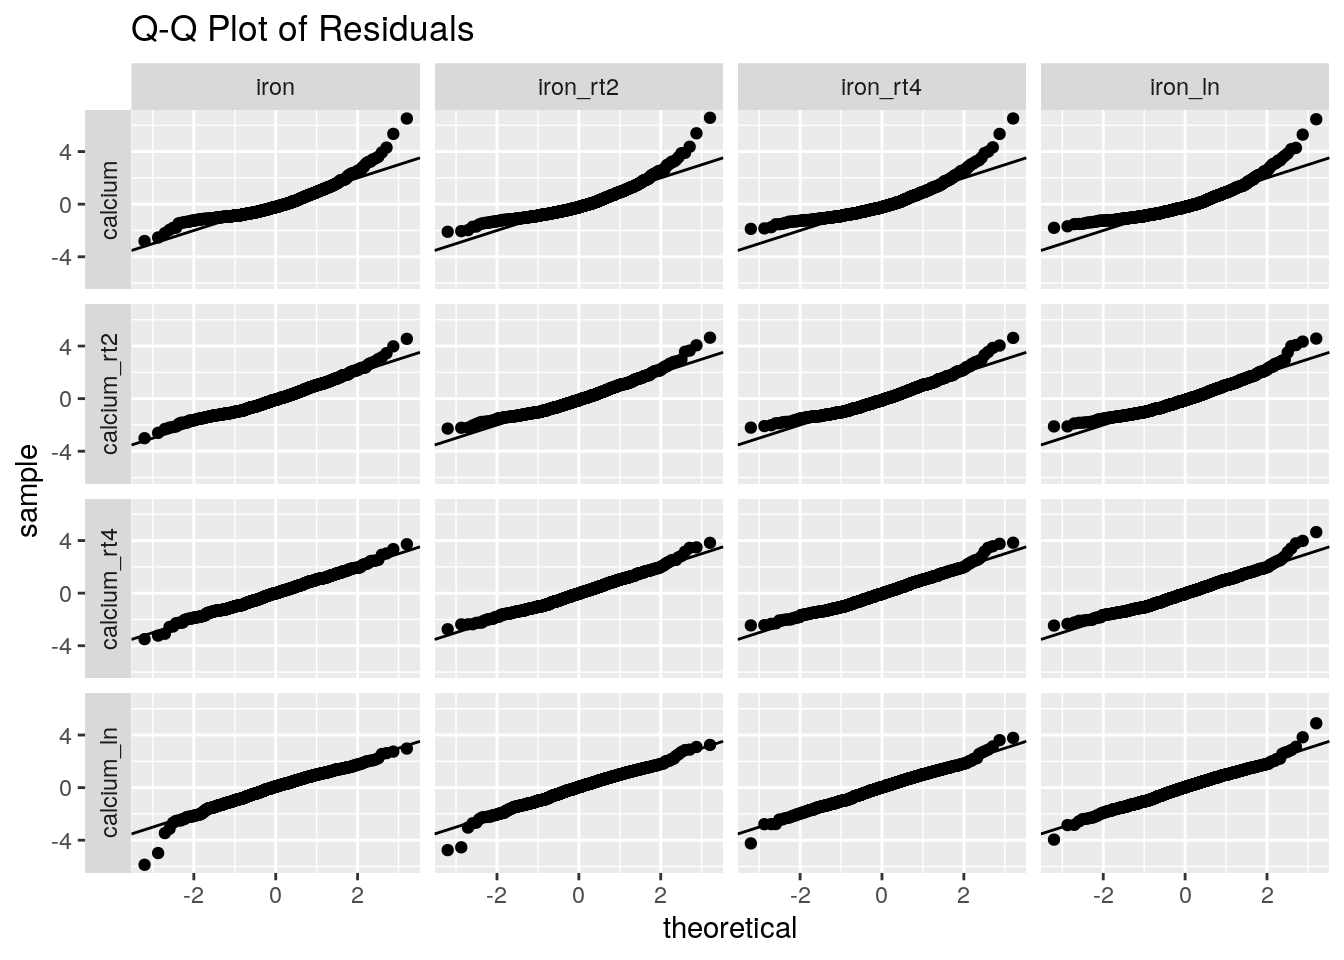 Q-Q Plot of Residuals
iron
iron_rt2
iron_rt4
iron_ln
calcium
4
0
-4
calcium_rt2
4
0
-4
calcium_rt4
4
0
-4
calcium_ln
4
0
-4
sample
-2
0
2
-2
0
2
-2
0
2
-2
0
2
theoretical